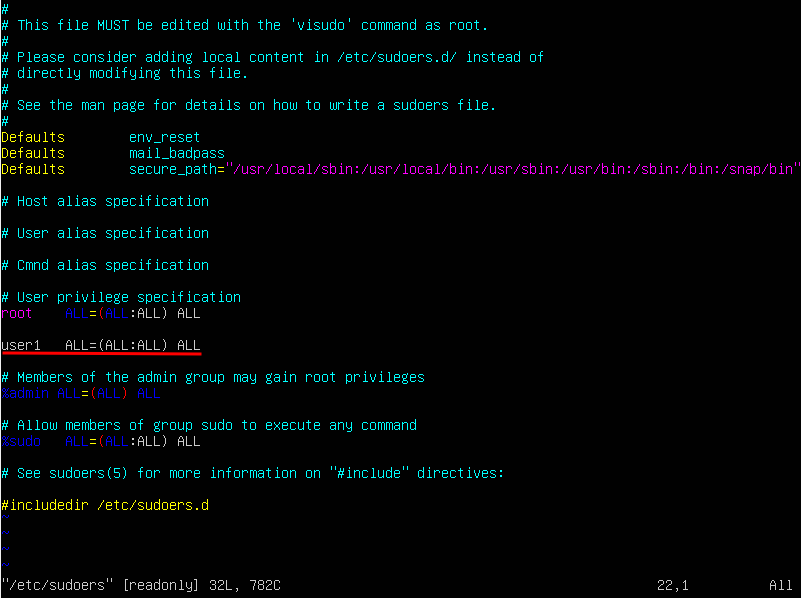 #
# This file MUST be edited with the 'visudo' command as root.
#
# Please consider adding local content in /etc/sudoers.d/ instead of
# directly modifying this file.
#
# See the man page for details on how to write a sudoers file.
#
Defaults        env_reset
Defaults        mail_badpass
Defaults        secure_path="/usr/local/sbin:/usr/local/bin:/usr/sbin:/usr/bin:/sbin:/bin:/snap/bin"
# Host alias specification
# User alias specification
# Cmnd alias specification
# User privilege specification
root    ALL=(ALL:ALL) ALL
user1   ALL=(ALL:ALL) ALL
# Members of the admin group may gain root privileges
%admin ALL=(ALL) ALL
# Allow members of group sudo to execute any command
%sudo   ALL=(ALL:ALL) ALL
# See sudoers(5) for more information on "#include" directives:
#includedir /etc/sudoers.d
~
~
~
~
"/etc/sudoers" [readonly] 32L, 782C                                               22,1          All